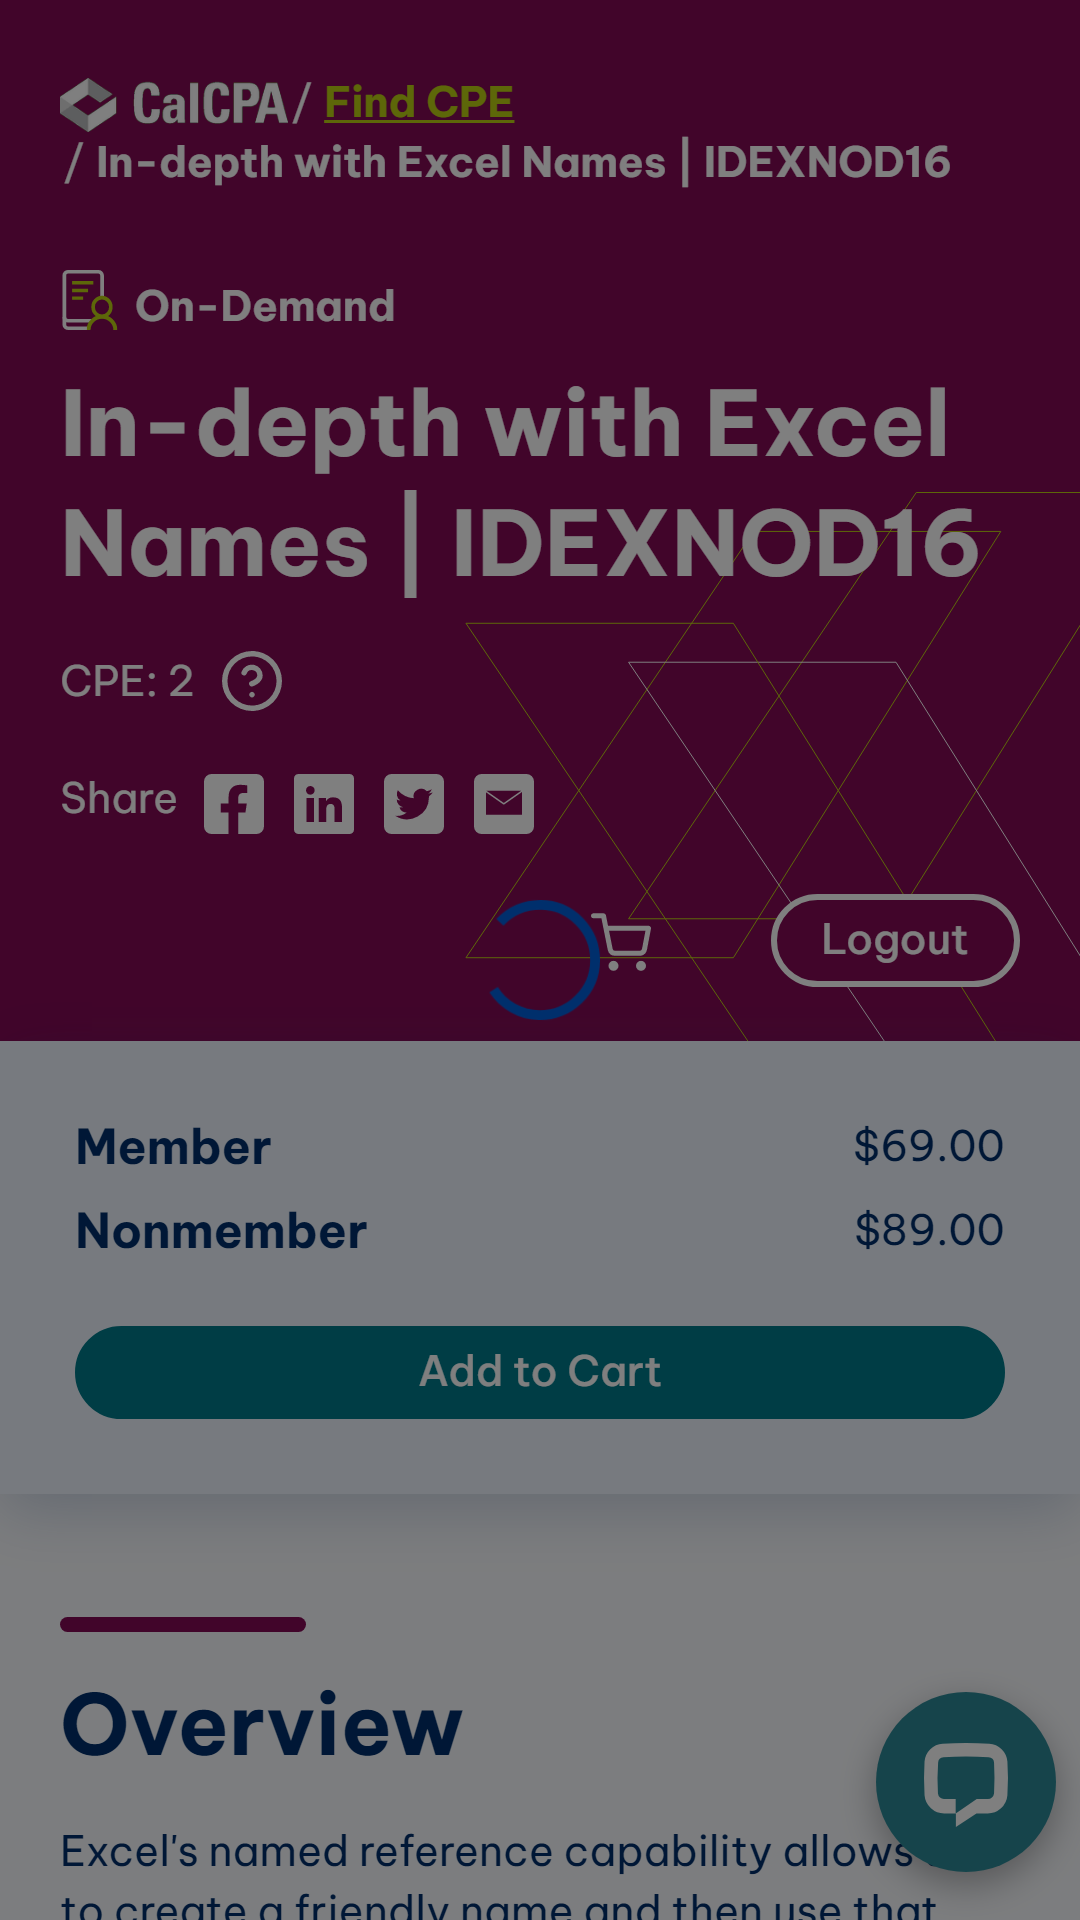 CalCPA / Find CPE
/ In-depth with Excel Names | IDEXNOD16
On-Demand
In-depth with Excel
Names | IDEXNOD16
CPE: 2 ?
Share
Logout
Member $69.00
Nonmember $89.00
Add to Cart
Overview
Excel's named reference capability allows
to create a friendly name and then use that